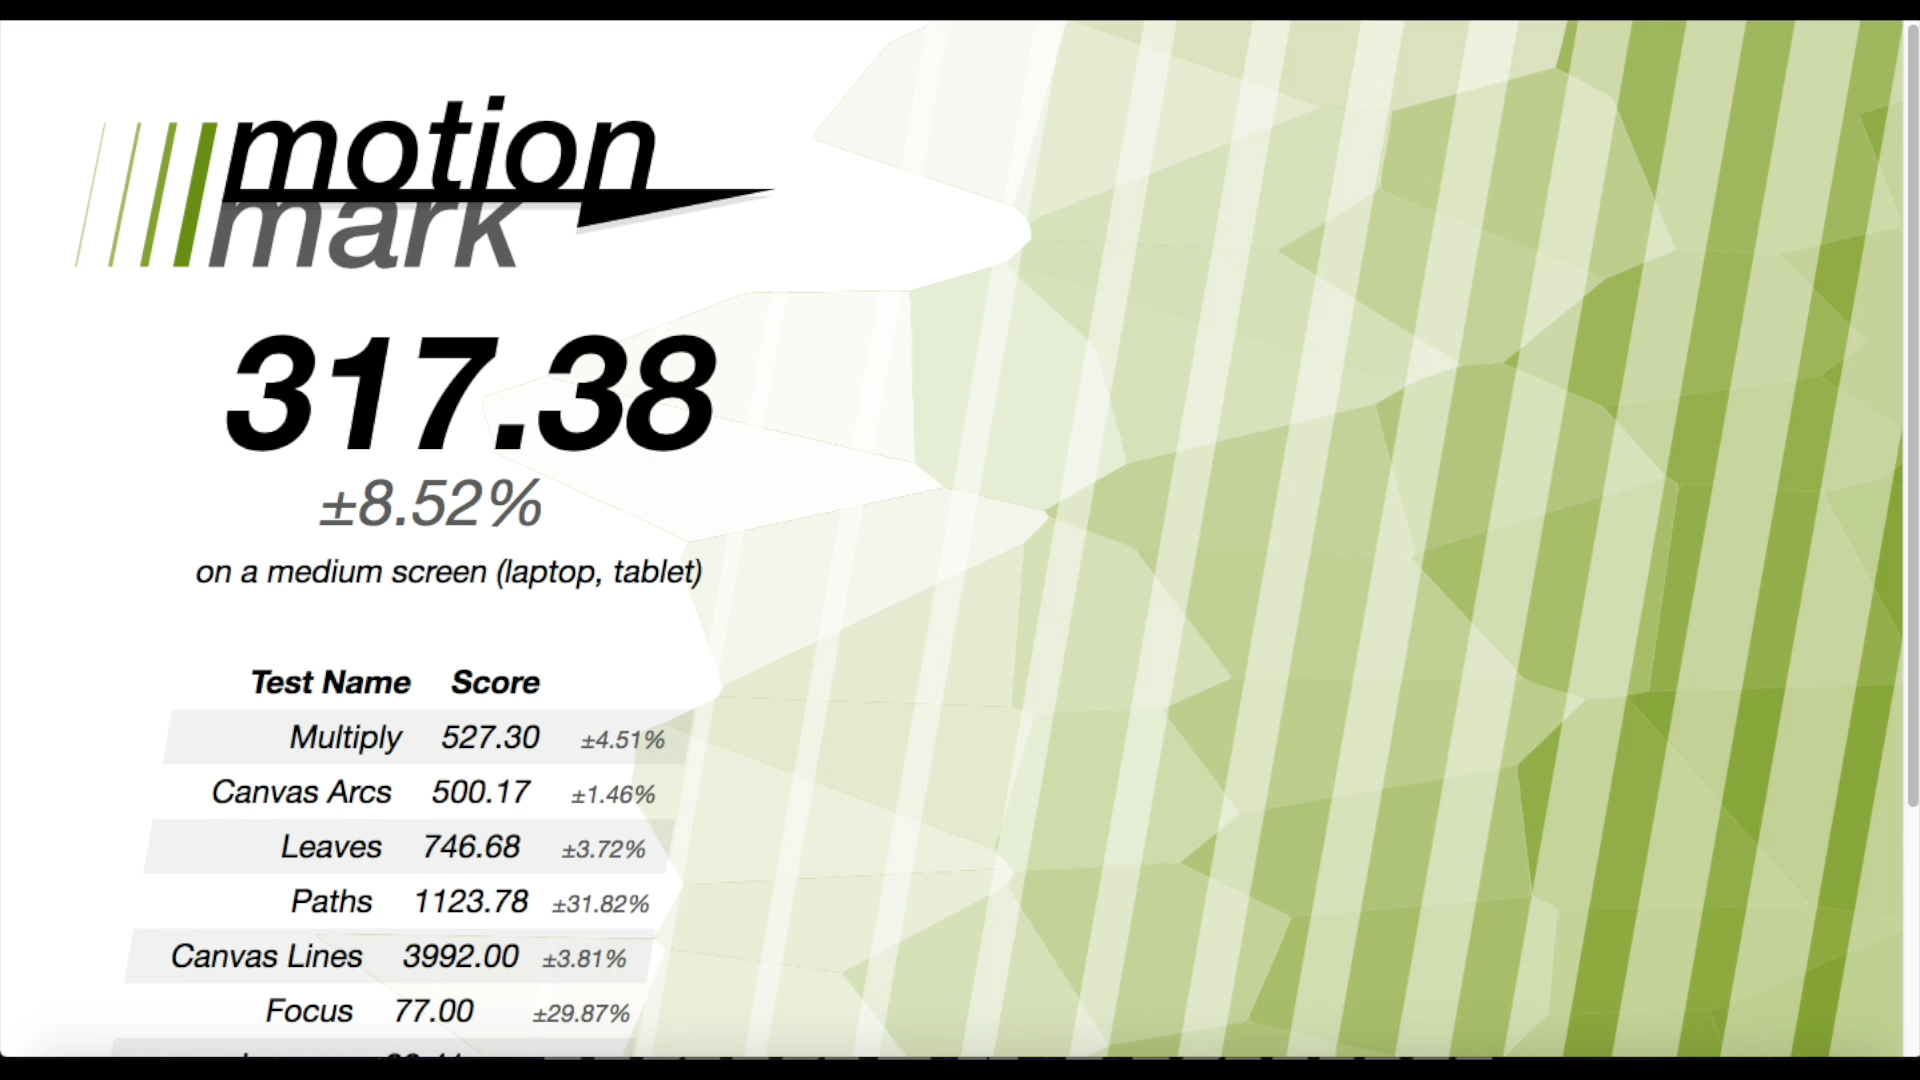 motion
mark
317.38
±8.52%
on a medium screen (laptop, tablet)
Test Name Score
Multiply 527.30 ±4.51%
Canvas Arcs 500.17 ±1.46%
Leaves 746.68 ±3.72%
Paths 1123.78 ±31.82%
Canvas Lines 3992.00 ±3.81%
Focus 77.00 ±29.87%